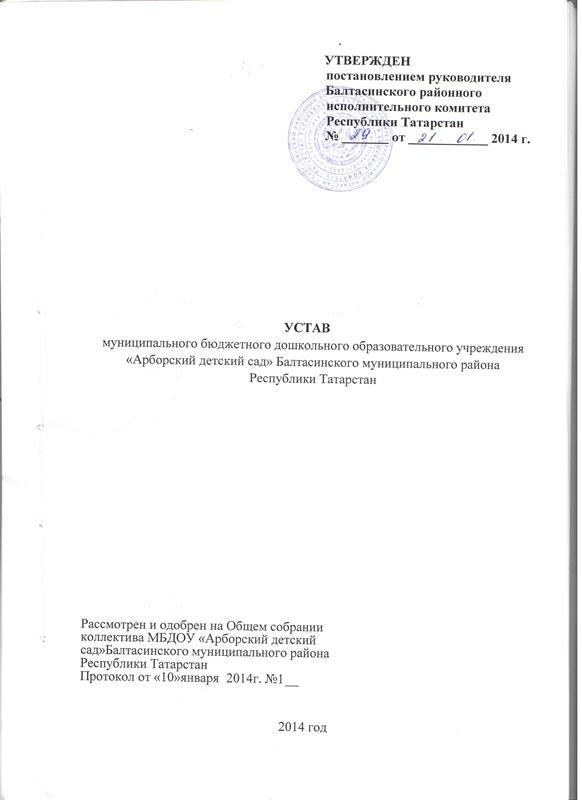 УТВЕРЖДЕН
постановлением руководителя
Балтасинского районного
исполнительного комитета
Республики Татарстан
№ 29 от 21 01 2014 г.
УСТАВ
муниципального бюджетного дошкольного образовательного учреждения
«Арборский детский сад» Балтасинского муниципального района
Республики Татарстан
Рассмотрен и одобрен на Общем собрании
коллектива МБДОУ «Арборский детский
сад»Балтасинского муниципального района
Республики Татарстан
Протокол от «10»января 2014г. №1__
2014 год